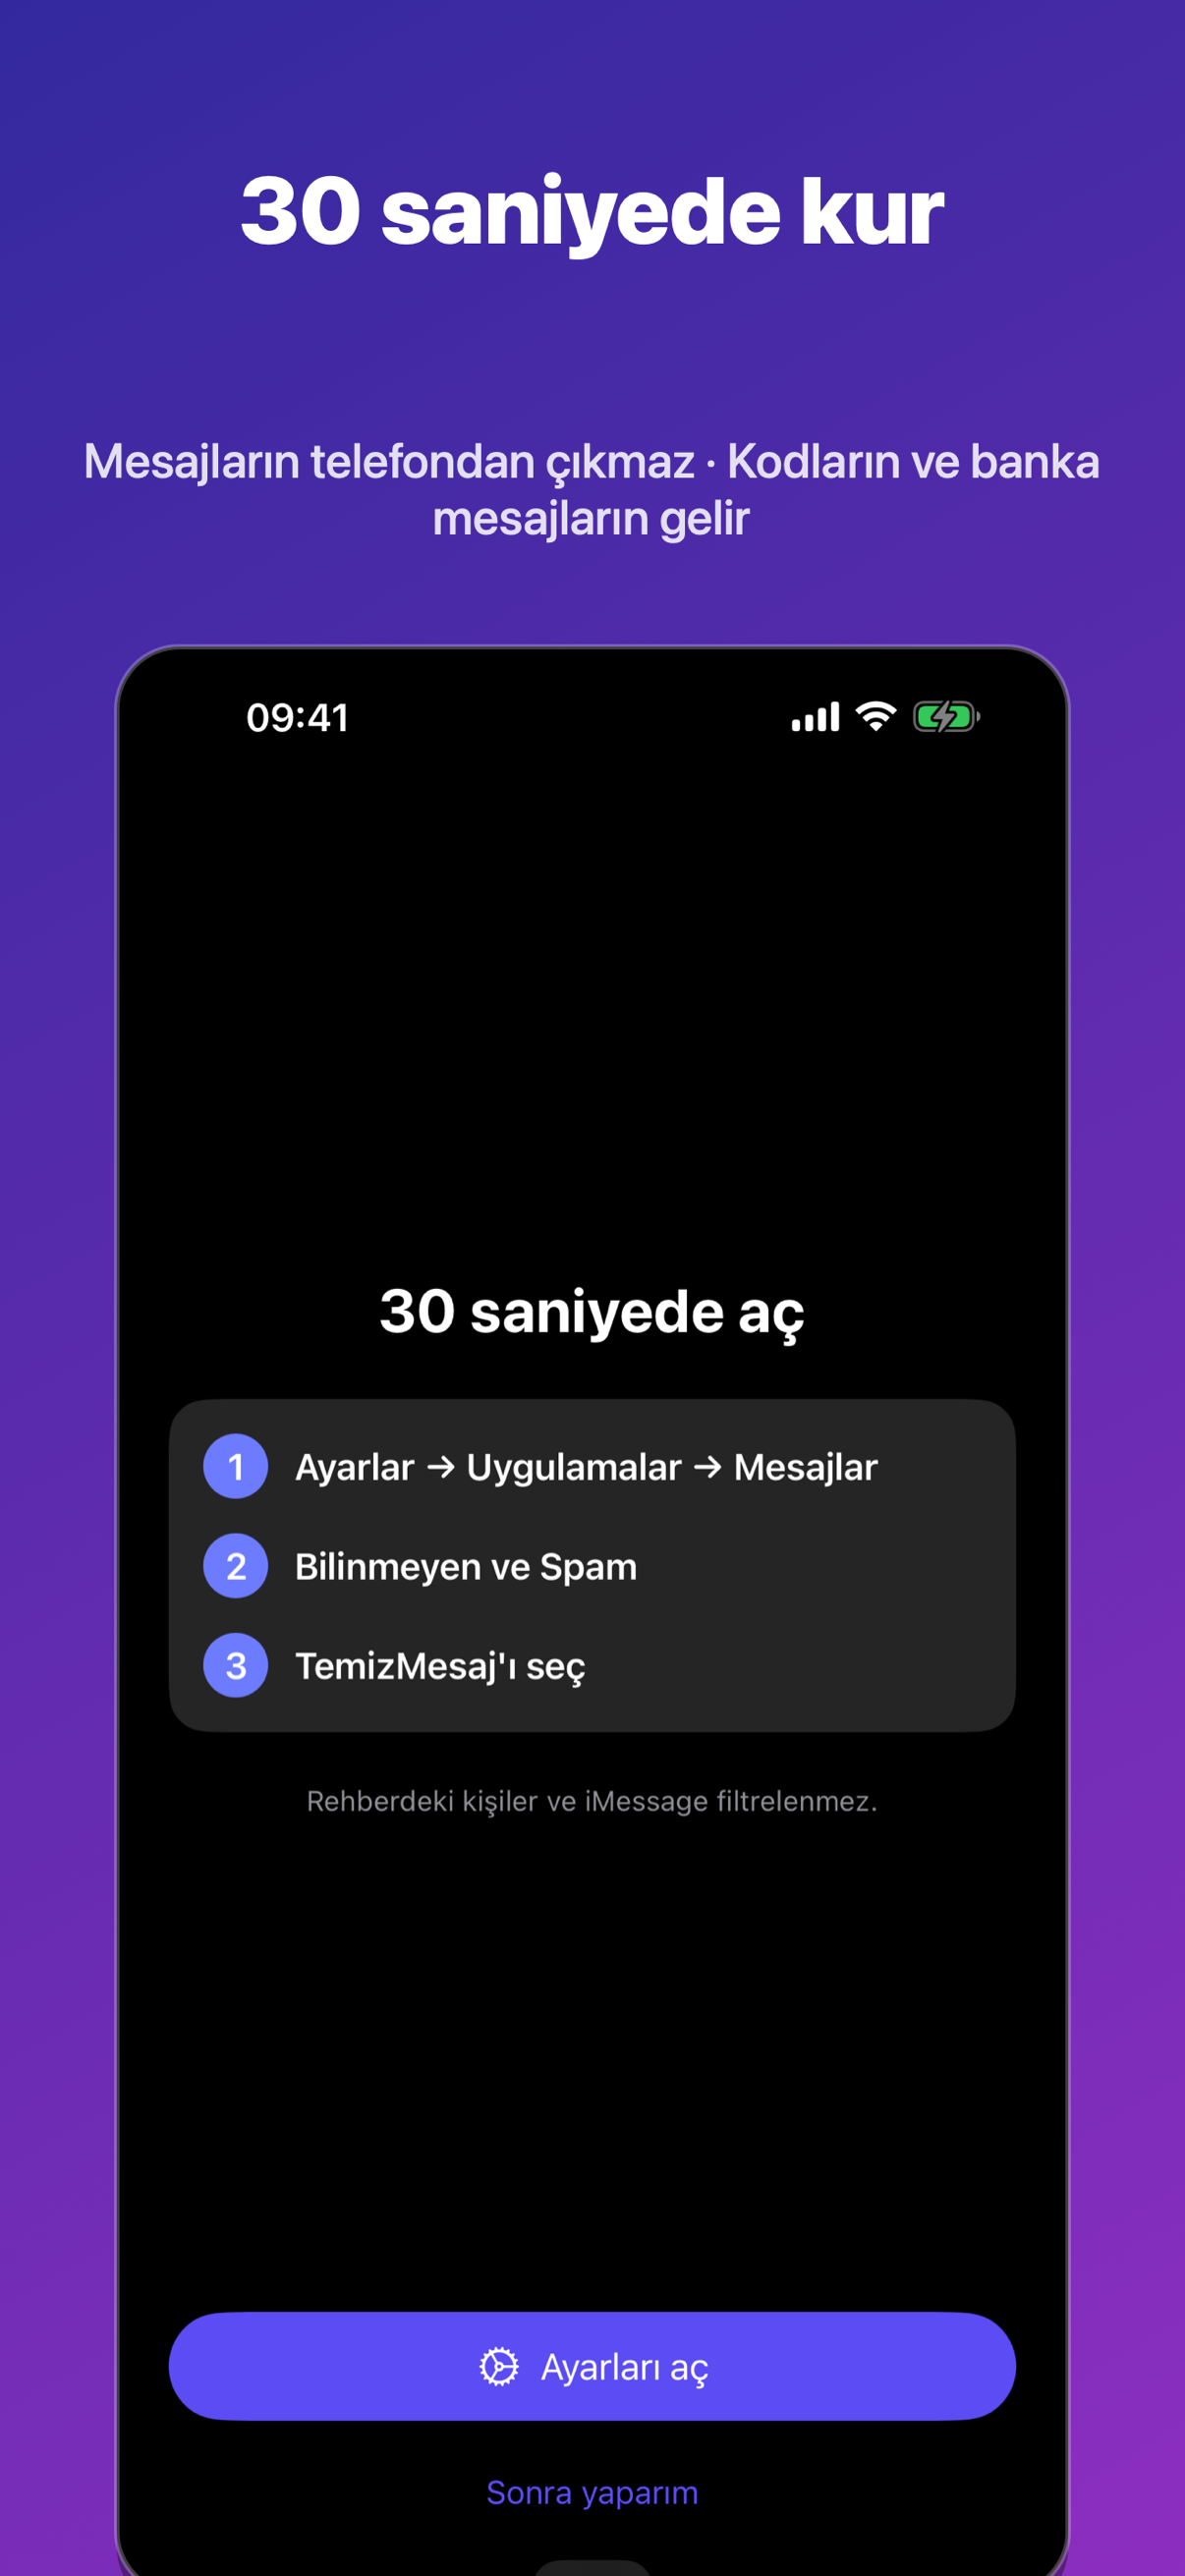 30 saniyede kur
Mesajların telefondan çıkmaz · Kodların ve banka
mesajların gelir
09:41
30 saniyede aç
1 Ayarlar → Uygulamalar → Mesajlar
2 Bilinmeyen ve Spam
3 TemizMesaj'ı seç
Rehberdeki kişiler ve iMessage filtrelenmez.
Ayarları aç
Sonra yaparım